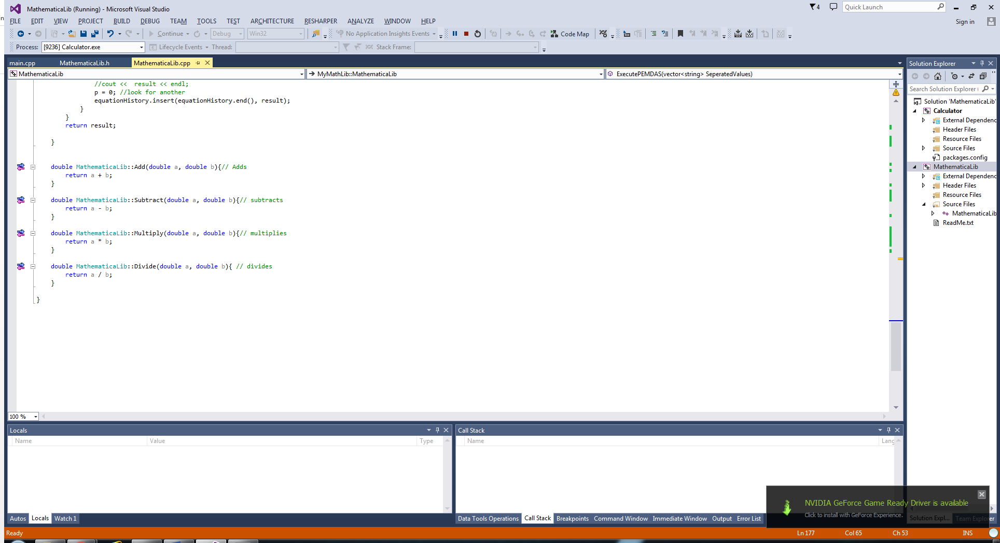 MathematicaLib (Running) - Microsoft Visual Studio
4
Quick Launch
FILE EDIT VIEW PROJECT BUILD DEBUG TEAM TOOLS TEST ARCHITECTURE RESHARPER ANALYZE WINDOW HELP
Sign in
Continue Debug Win32 No Application Insights Events Code Map
Process: [9236] Calculator.exe Lifecycle Events Thread: Stack Frame:
main.cpp MathematicaLib.h MathematicaLib.cpp
MathematicaLib MyMathLib::MathematicaLib ExecutePEMDAS(vector<string> SeperatedValues)
//cout << result << endl;
p = 0; //look for another
equationHistory.insert(equationHistory.end(), result);
}
}
return result;
}
double MathematicaLib::Add(double a, double b){// Adds
return a + b;
}
double MathematicaLib::Subtract(double a, double b){// subtracts
return a - b;
}
double MathematicaLib::Multiply(double a, double b){// multiplies
return a * b;
}
double MathematicaLib::Divide(double a, double b){ // divides
return a / b;
}
}
100 %
Solution Explorer
Search Solution Explorer (
Solution 'MathematicaLib'
Calculator
External Dependenc
Header Files
Resource Files
Source Files
packages.config
MathematicaLib
External Dependenc
Header Files
Resource Files
Source Files
MathematicaLib
ReadMe.txt
Locals
Name Value Type
Autos Locals Watch 1
Call Stack
Name Lang
Data Tools Operations Call Stack Breakpoints Command Window Immediate Window Output Error List
NVIDIA GeForce Game Ready Driver is available
Click to install with GeForce Experience.
Solution Expl... Team Explorer
Ready Ln 177 Col 65 Ch 53 INS